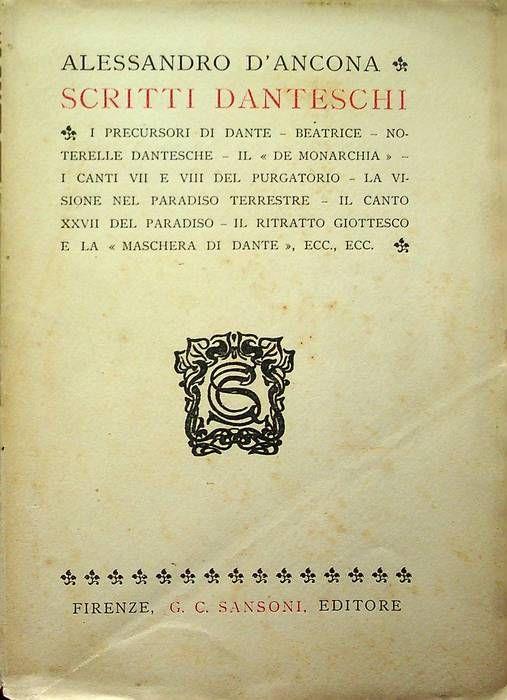 ALESSANDRO D'ANCONA
SCRITTI DANTESCHI
I PRECURSORI DI DANTE – BEATRICE – NO-
TERELLE DANTESCHE – IL « DE MONARCHIA » –
I CANTI VII E VIII DEL PURGATORIO – LA VI-
SIONE NEL PARADISO TERRESTRE – IL CANTO
XXVII DEL PARADISO – IL RITRATTO GIOTTESCO
E LA « MASCHERA DI DANTE », ECC., ECC.
FIRENZE, G. C. SANSONI, EDITORE